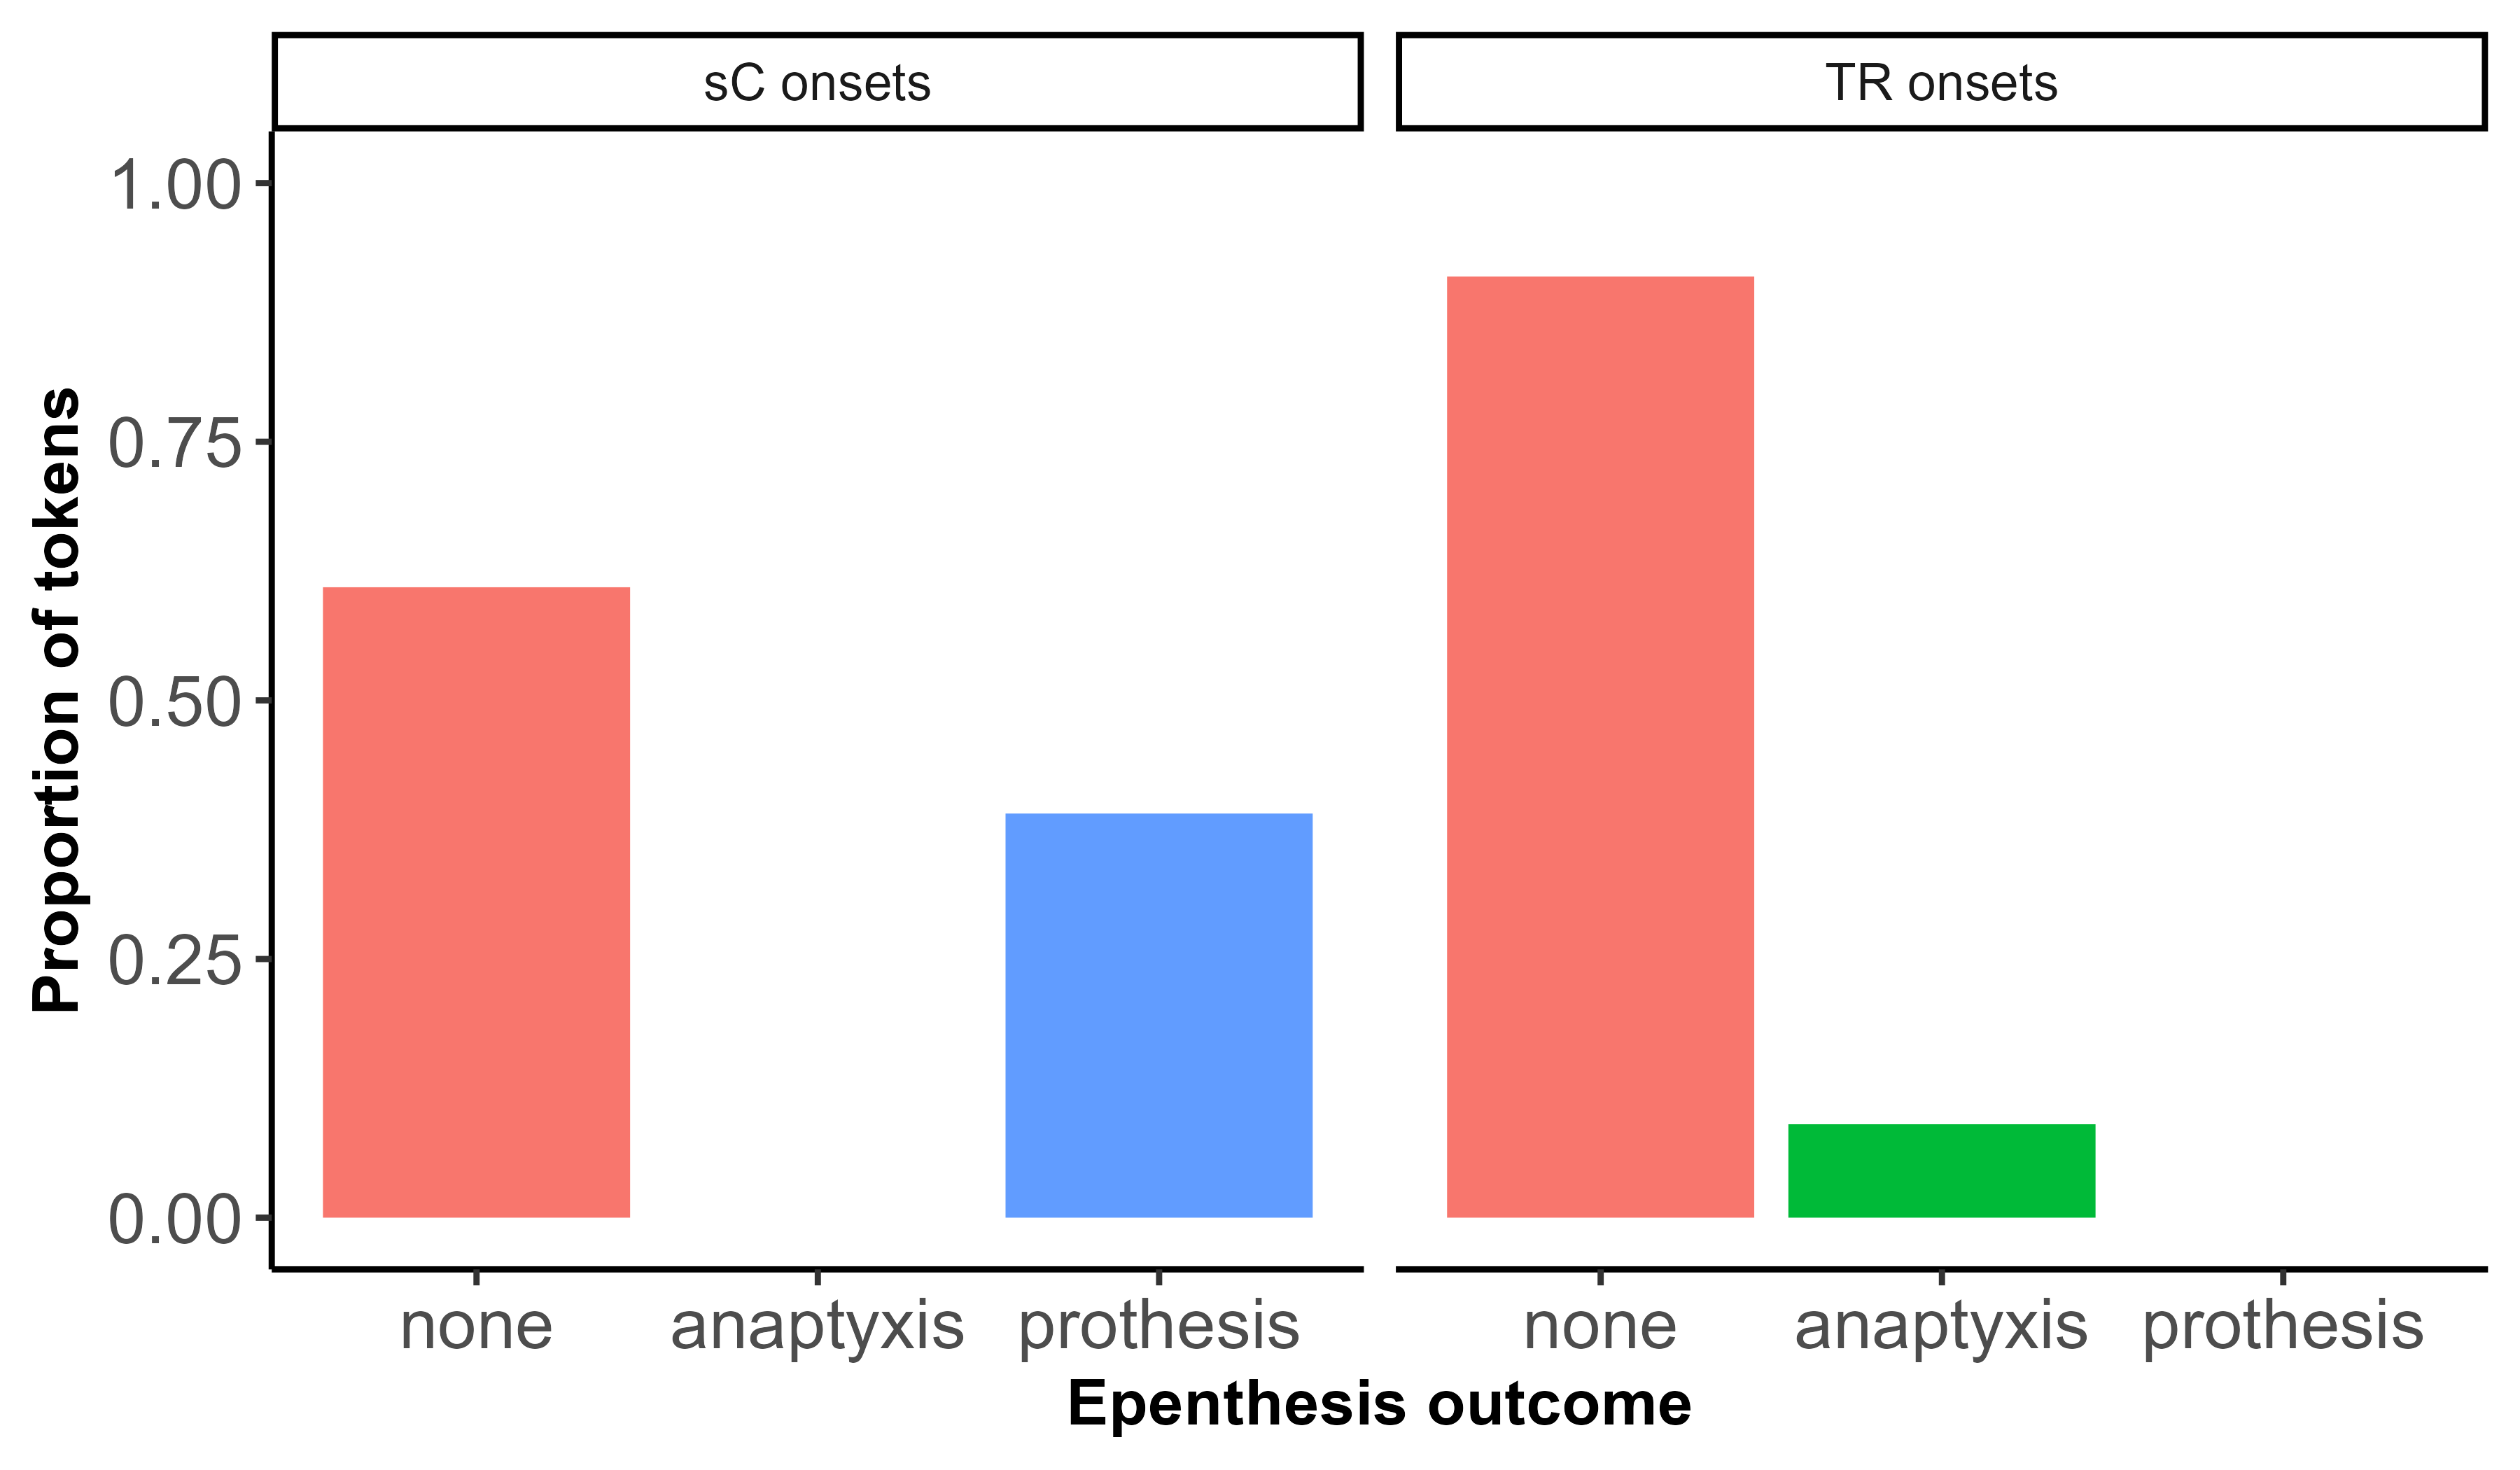 sC onsets
TR onsets
Proportion of tokens
1.00
0.75
0.50
0.25
0.00
none anaptyxis prothesis
none anaptyxis prothesis
Epenthesis outcome